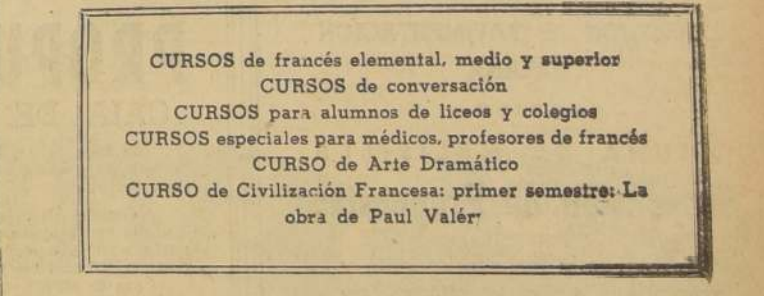 CURSOS de francés elemental, medio y superior
CURSOS de conversación
CURSOS para alumnos de liceos y colegios
CURSOS especiales para médicos, profesores de francés
CURSO de Arte Dramático
CURSO de Civilización Francesa: primer semestre: La
obra de Paul Valéry